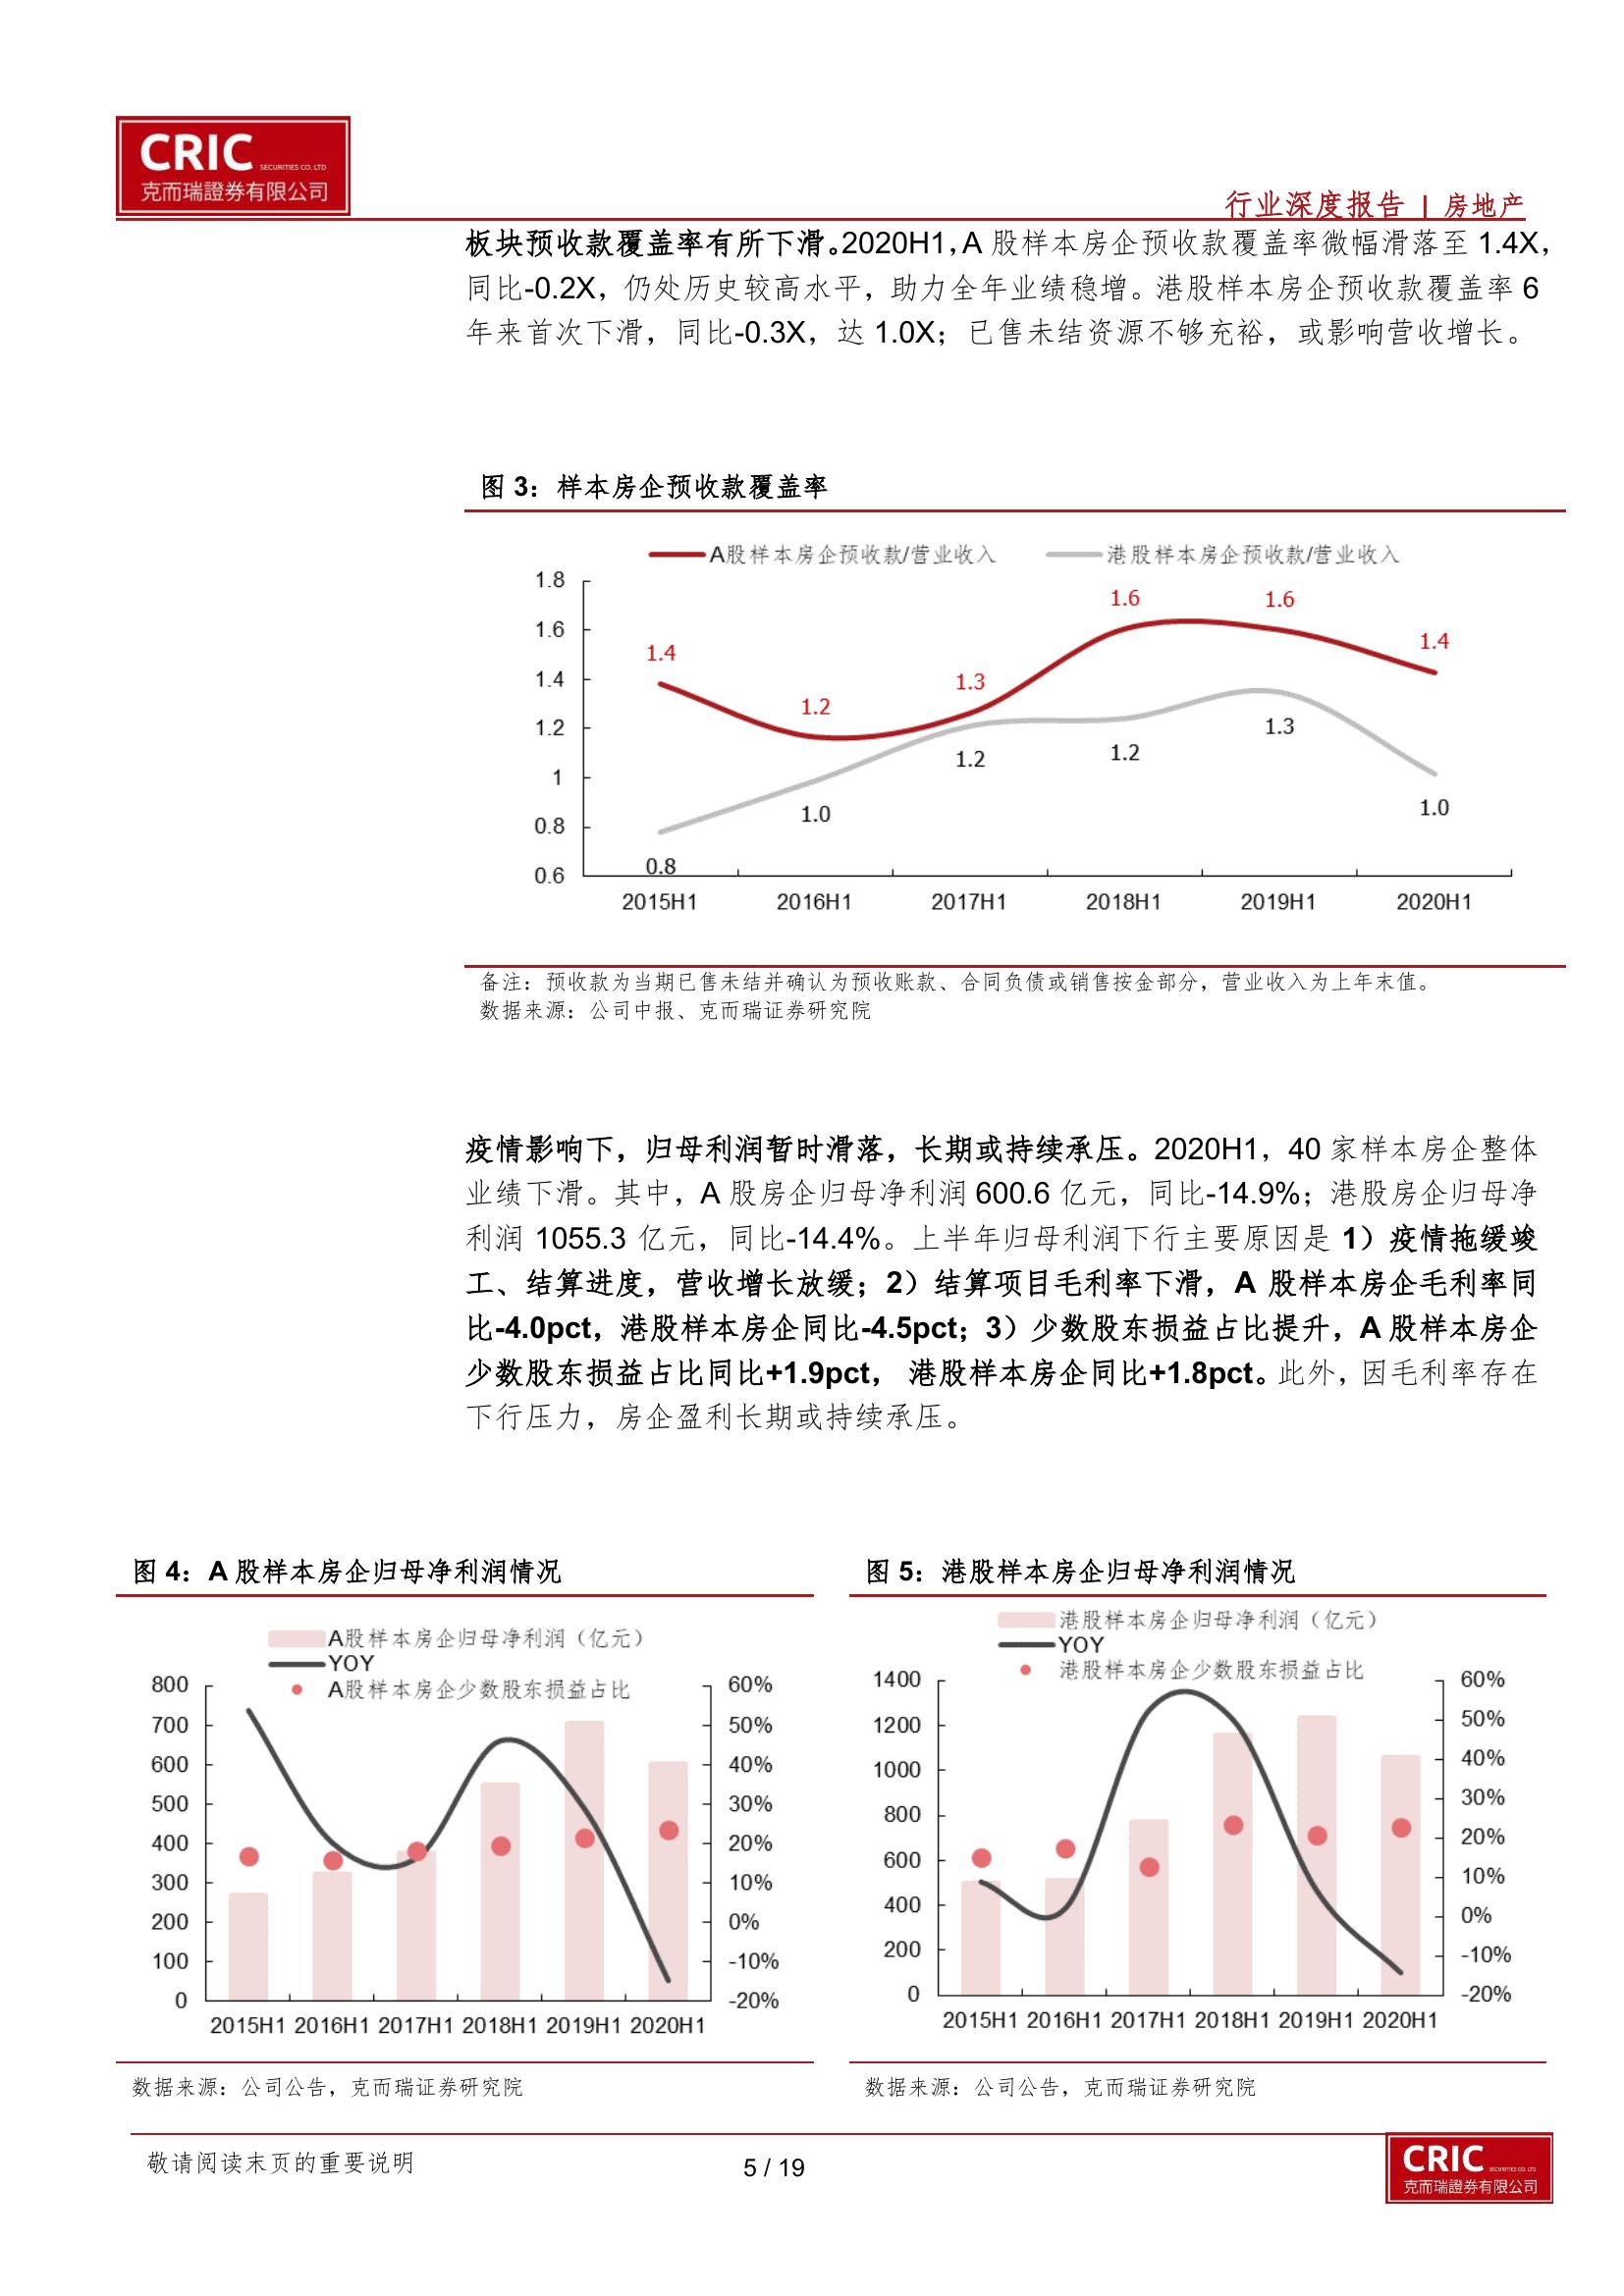 CRIC SECURITIES CO. LTD
克而瑞證券有限公司
行业深度报告 | 房地产
板块预收款覆盖率有所下滑。2020H1，A 股样本房企预收款覆盖率微幅滑落至 1.4X，
同比-0.2X，仍处历史较高水平，助力全年业绩稳增。港股样本房企预收款覆盖率 6
年来首次下滑，同比-0.3X，达 1.0X；已售未结资源不够充裕，或影响营收增长。
图 3：样本房企预收款覆盖率
A股样本房企预收款/营业收入 港股样本房企预收款/营业收入
1.8
1.6
1.4
1.2
1
0.8
0.6
1.4 1.2 1.3 1.6 1.6 1.4
0.8 1.0 1.2 1.2 1.3 1.0
2015H1 2016H1 2017H1 2018H1 2019H1 2020H1
备注：预收款为当期已售未结并确认为预收账款、合同负债或销售按金部分，营业收入为上年末值。
数据来源：公司中报、克而瑞证券研究院
疫情影响下，归母利润暂时滑落，长期或持续承压。2020H1，40 家样本房企整体
业绩下滑。其中，A 股房企归母净利润 600.6 亿元，同比-14.9%；港股房企归母净
利润 1055.3 亿元，同比-14.4%。上半年归母利润下行主要原因是 1）疫情拖缓竣
工、结算进度，营收增长放缓；2）结算项目毛利率下滑，A 股样本房企毛利率同
比-4.0pct，港股样本房企同比-4.5pct；3）少数股东损益占比提升，A 股样本房企
少数股东损益占比同比+1.9pct， 港股样本房企同比+1.8pct。此外，因毛利率存在
下行压力，房企盈利长期或持续承压。
图 4：A 股样本房企归母净利润情况
A股样本房企归母净利润（亿元）
YOY
A股样本房企少数股东损益占比
800 60%
700 50%
600 40%
500 30%
400 20%
300 10%
200 0%
100 -10%
0 -20%
2015H1 2016H1 2017H1 2018H1 2019H1 2020H1
数据来源：公司公告，克而瑞证券研究院
图 5：港股样本房企归母净利润情况
港股样本房企归母净利润（亿元）
YOY
港股样本房企少数股东损益占比
1400 60%
1200 50%
1000 40%
800 30%
600 20%
400 10%
200 0%
0 -10%
-20%
2015H1 2016H1 2017H1 2018H1 2019H1 2020H1
数据来源：公司公告，克而瑞证券研究院
敬请阅读末页的重要说明
5 / 19
CRIC SECURITIES CO. LTD
克而瑞證券有限公司